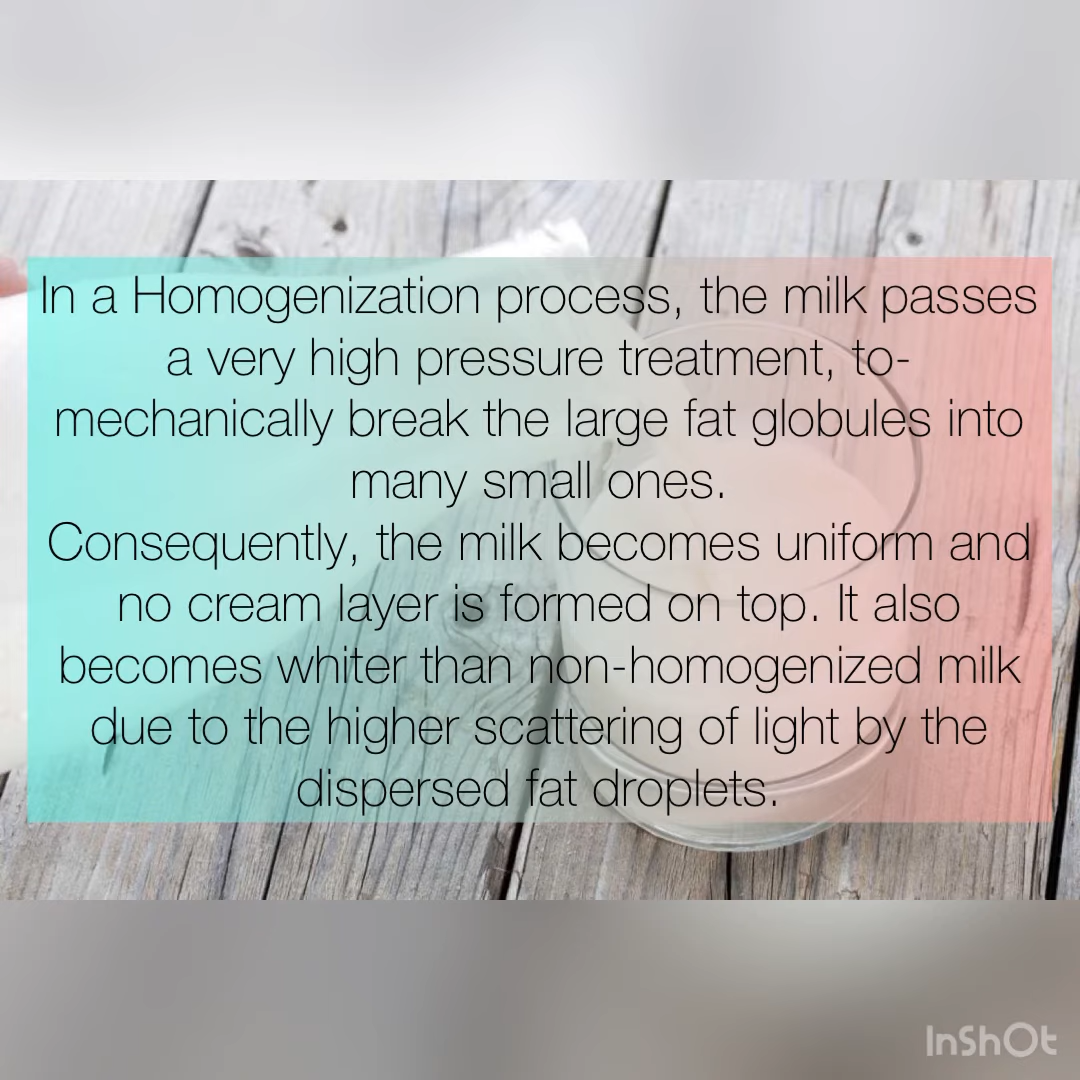 In a Homogenization process, the milk passes
a very high pressure treatment, to-
mechanically break the large fat globules into
many small ones.
Consequently, the milk becomes uniform and
no cream layer is formed on top. It also
becomes whiter than non-homogenized milk
due to the higher scattering of light by the
dispersed fat droplets.
InShOt